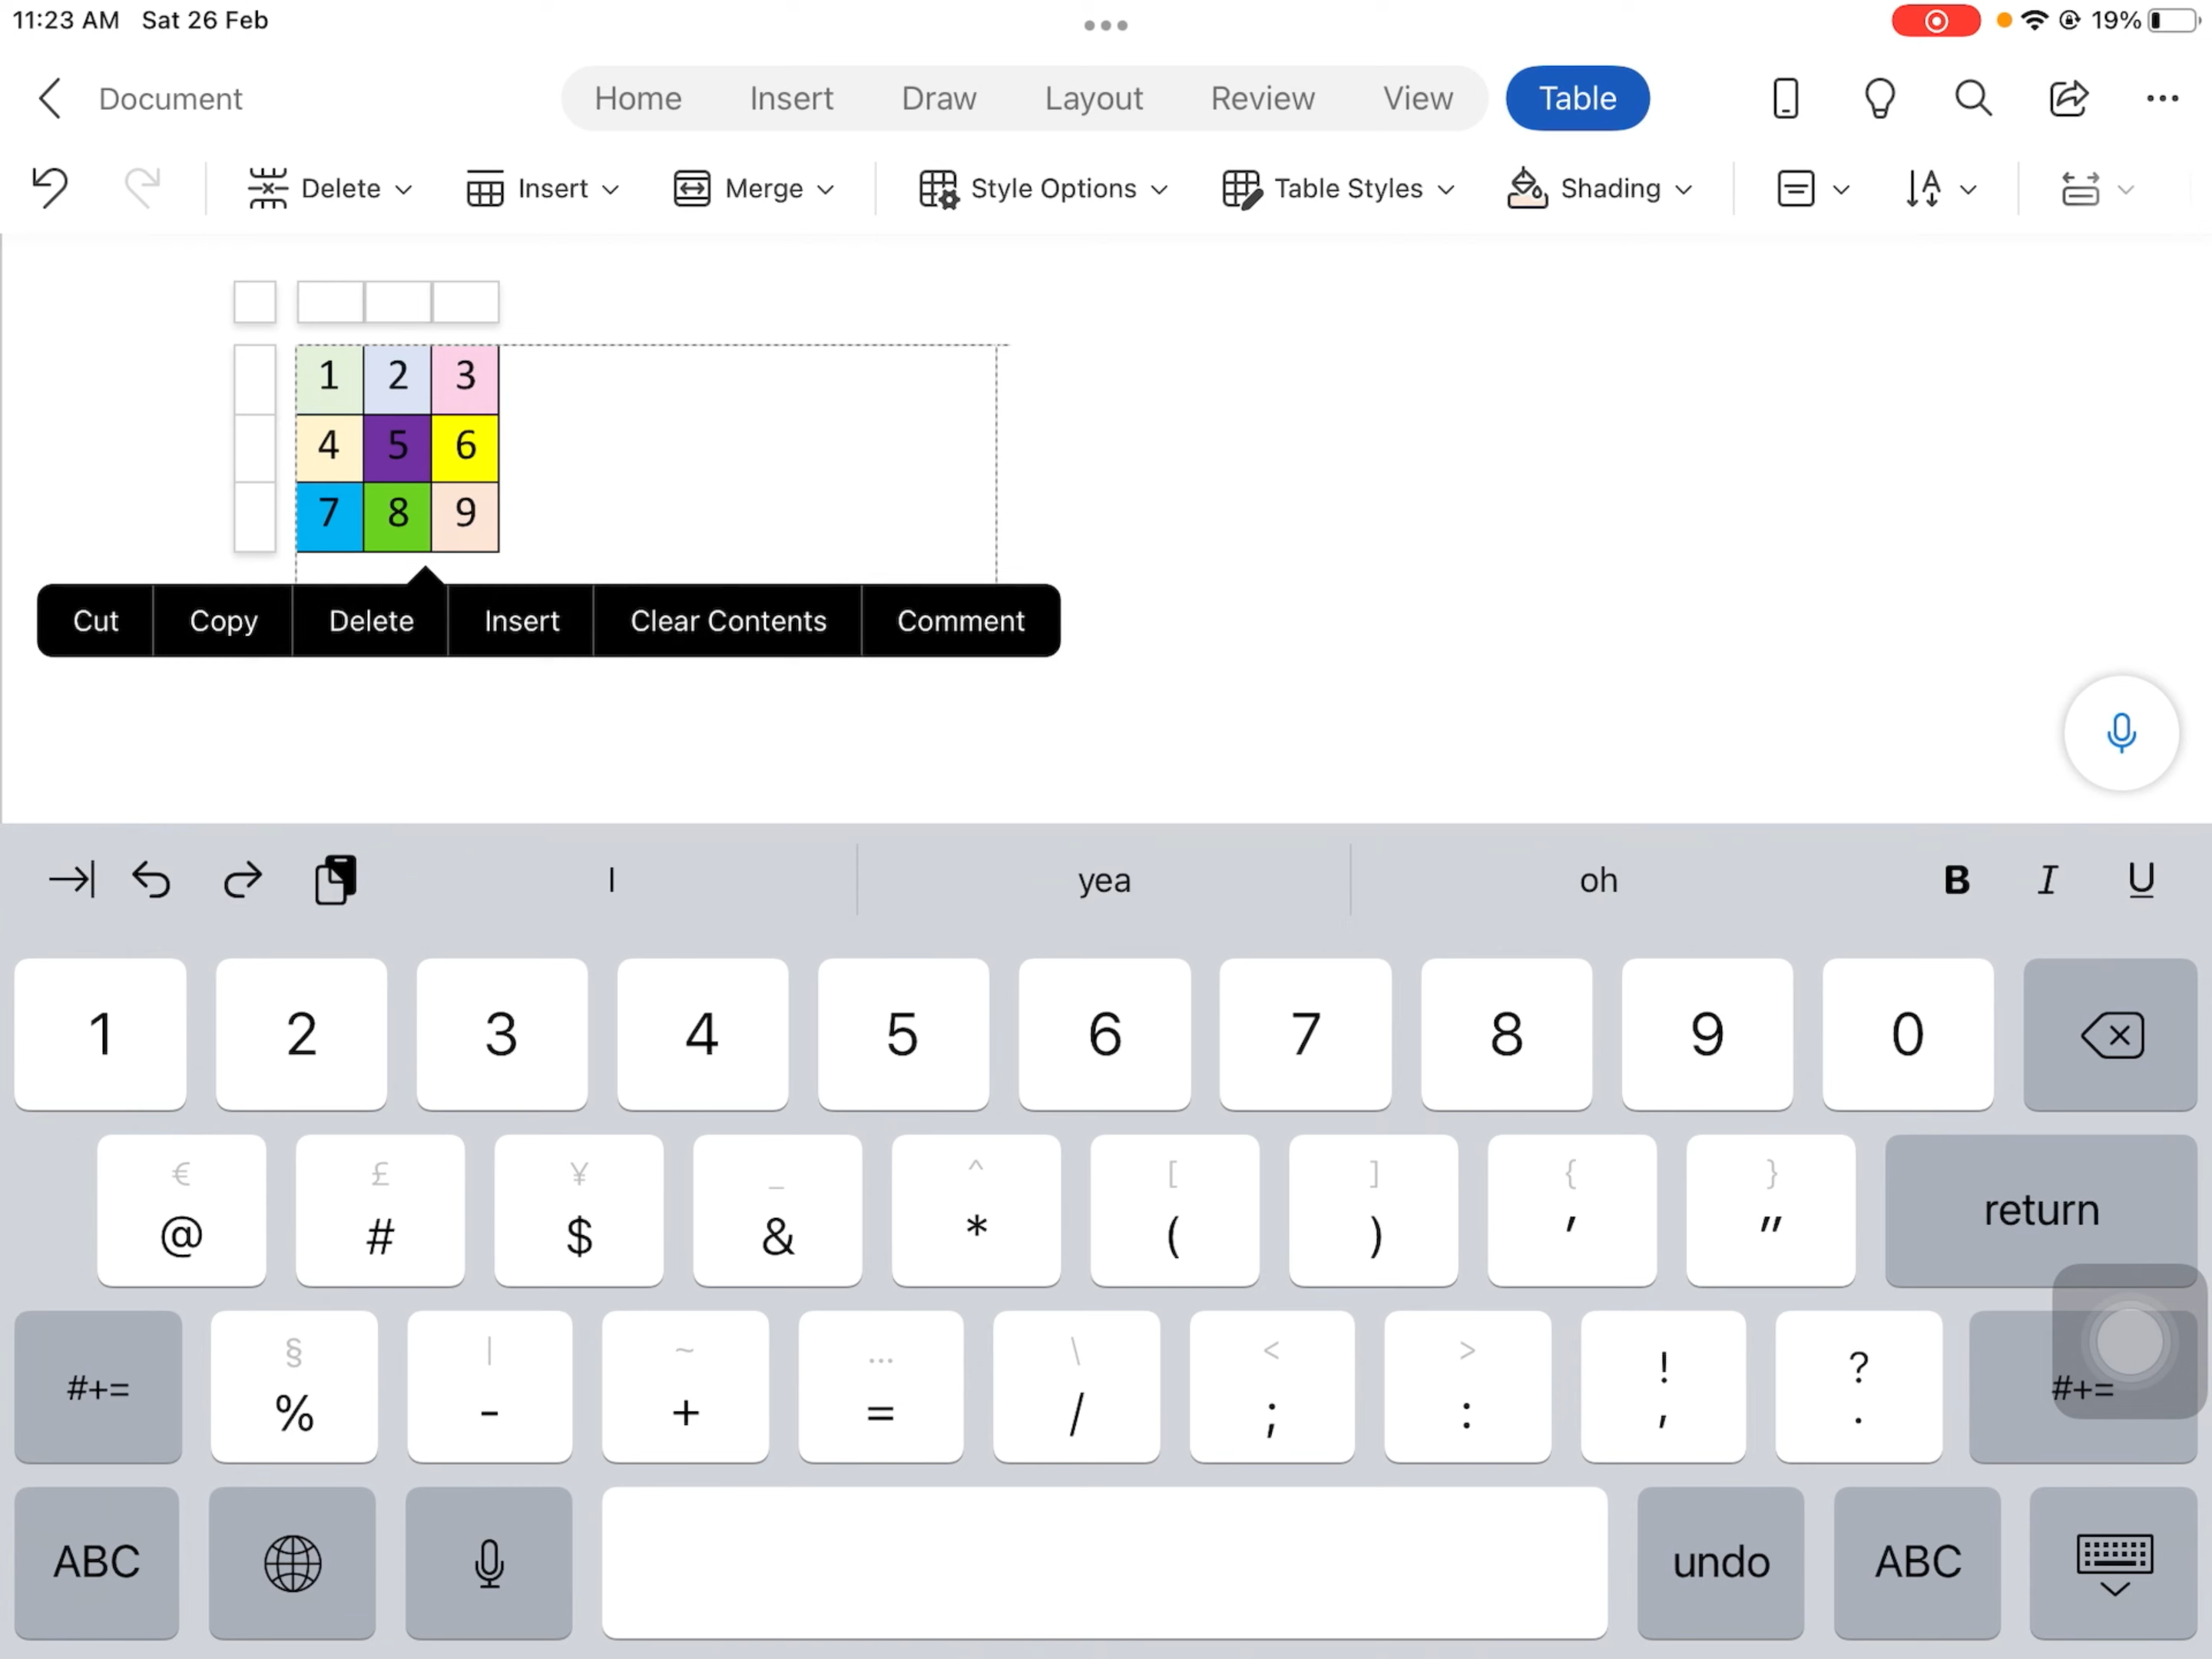 11:23 AM Sat 26 Feb 19%
Document Home Insert Draw Layout Review View Table
Delete Insert Merge Style Options Table Styles Shading A
1 2 3
4 5 6
7 8 9
Cut Copy Delete Insert Clear Contents Comment
I yea oh B I U
1 2 3 4 5 6 7 8 9 0
€ £ ¥ _ ^ [ ] { }
@ # $ & * ( ) ' " return
§ | ~ … \ < > ! ?
#+= % - + = / ; : , . #+=
ABC undo ABC